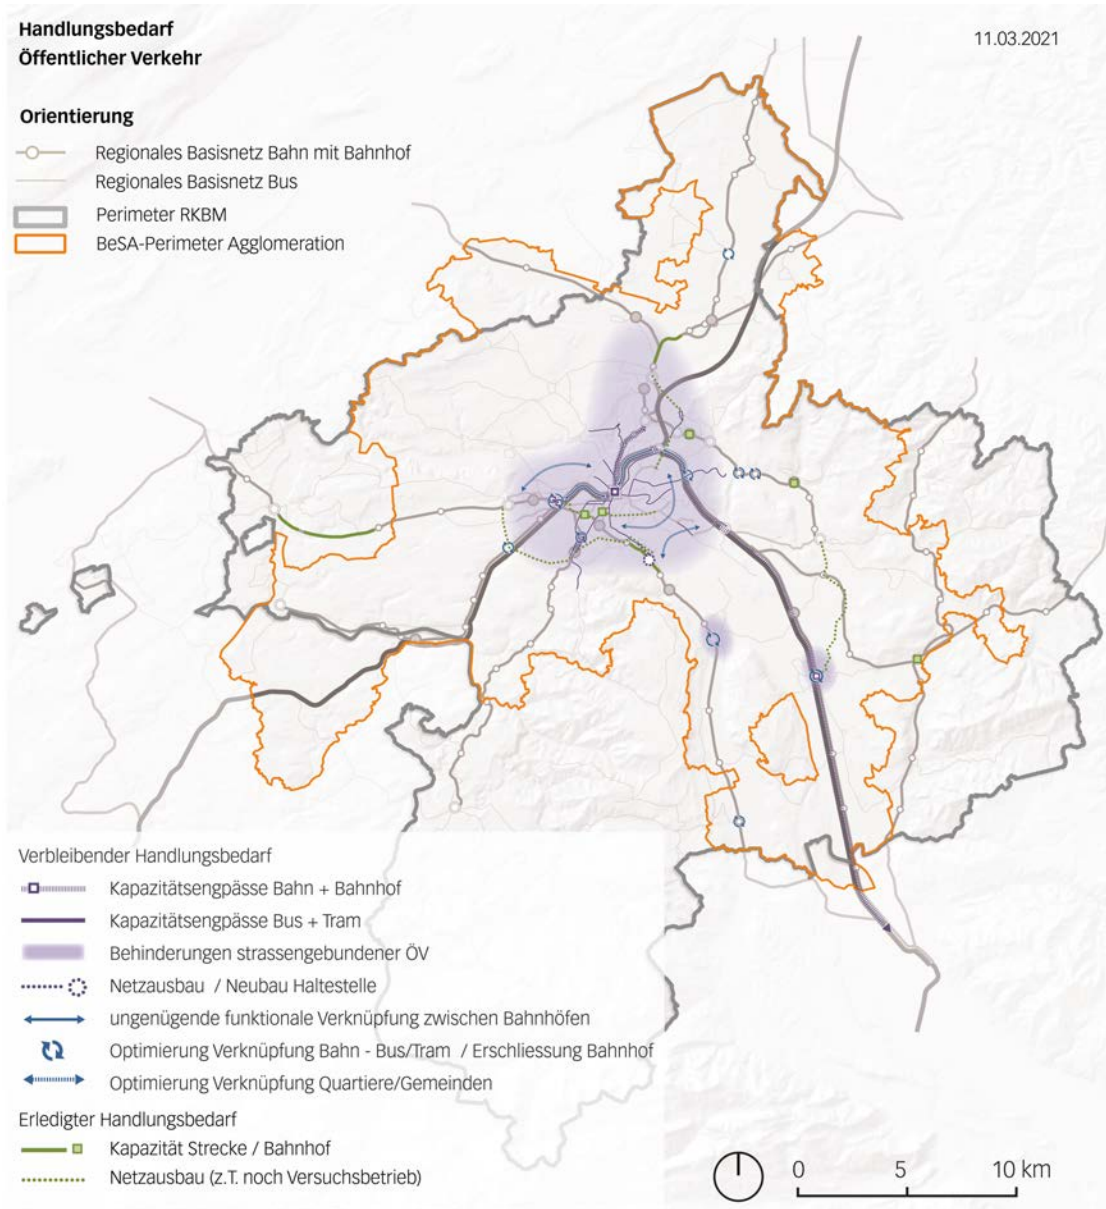 Handlungsbedarf
Öffentlicher Verkehr
11.03.2021
Orientierung
Regionales Basisnetz Bahn mit Bahnhof
Regionales Basisnetz Bus
Perimeter RKBM
BeSA-Perimeter Agglomeration
Verbleibender Handlungsbedarf
Kapazitätsengpässe Bahn + Bahnhof
Kapazitätsengpässe Bus + Tram
Behinderungen strassengebundener ÖV
Netzausbau / Neubau Haltestelle
ungenügende funktionale Verknüpfung zwischen Bahnhöfen
Optimierung Verknüpfung Bahn - Bus/Tram / Erschliessung Bahnhof
Optimierung Verknüpfung Quartiere/Gemeinden
Erledigter Handlungsbedarf
Kapazität Strecke / Bahnhof
Netzausbau (z.T. noch Versuchsbetrieb)
0 5 10 km